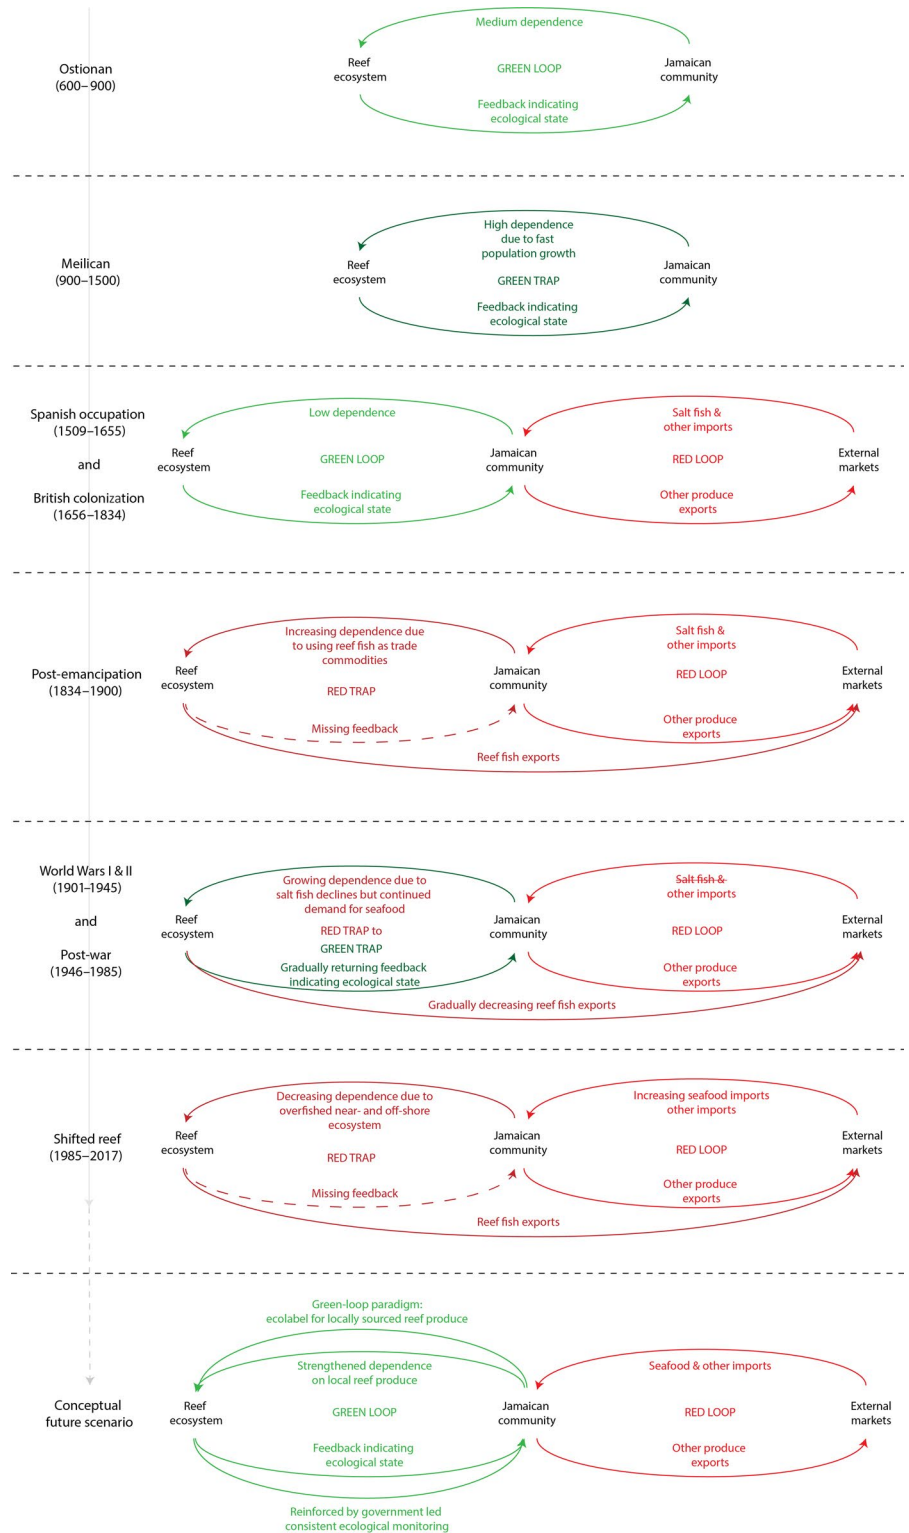 Medium dependence
Ostionan
(600–900)
Reef
ecosystem
GREEN LOOP
Jamaican
community
Feedback indicating
ecological state
Meilican
(900–1500)
High dependence
due to fast
population growth
Reef
ecosystem
GREEN TRAP
Jamaican
community
Feedback indicating
ecological state
Spanish occupation
(1509–1655)
and
British colonization
(1656–1834)
Low dependence
Reef
ecosystem
GREEN LOOP
Feedback indicating
ecological state
Jamaican
community
Salt fish &
other imports
RED LOOP
Other produce
exports
External
markets
Post-emancipation
(1834–1900)
Increasing dependence due
to using reef fish as trade
commodities
Reef
ecosystem
RED TRAP
Missing feedback
Jamaican
community
Salt fish &
other imports
RED LOOP
Other produce
exports
External
markets
Reef fish exports
World Wars I & II
(1901–1945)
and
Post-war
(1946–1985)
Growing dependence due to
salt fish declines but continued
demand for seafood
Reef
ecosystem
RED TRAP to
GREEN TRAP
Gradually returning feedback
indicating ecological state
Jamaican
community
Salt fish &
other imports
RED LOOP
Other produce
exports
External
markets
Gradually decreasing reef fish exports
Shifted reef
(1985–2017)
Decreasing dependence due to
overfished near- and off-shore
ecosystem
Reef
ecosystem
RED TRAP
Missing feedback
Jamaican
community
Increasing seafood imports
other imports
RED LOOP
Other produce
exports
External
markets
Reef fish exports
Conceptual
future scenario
Green-loop paradigm:
ecolabel for locally sourced reef produce
Strengthened dependence
on local reef produce
Reef
ecosystem
GREEN LOOP
Feedback indicating
ecological state
Reinforced by government led
consistent ecological monitoring
Jamaican
community
Seafood & other imports
RED LOOP
Other produce
exports
External
markets